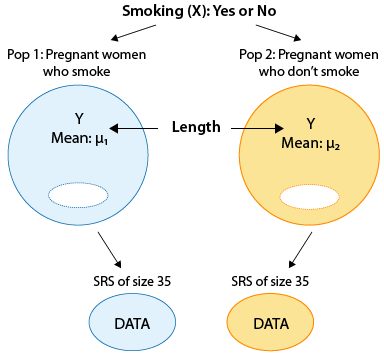 Smoking (X): Yes or No
Pop 1: Pregnant women
who smoke
Pop 2: Pregnant women
who don't smoke
Y
Mean: μ₁
Length
Y
Mean: μ₂
SRS of size 35
SRS of size 35
DATA
DATA